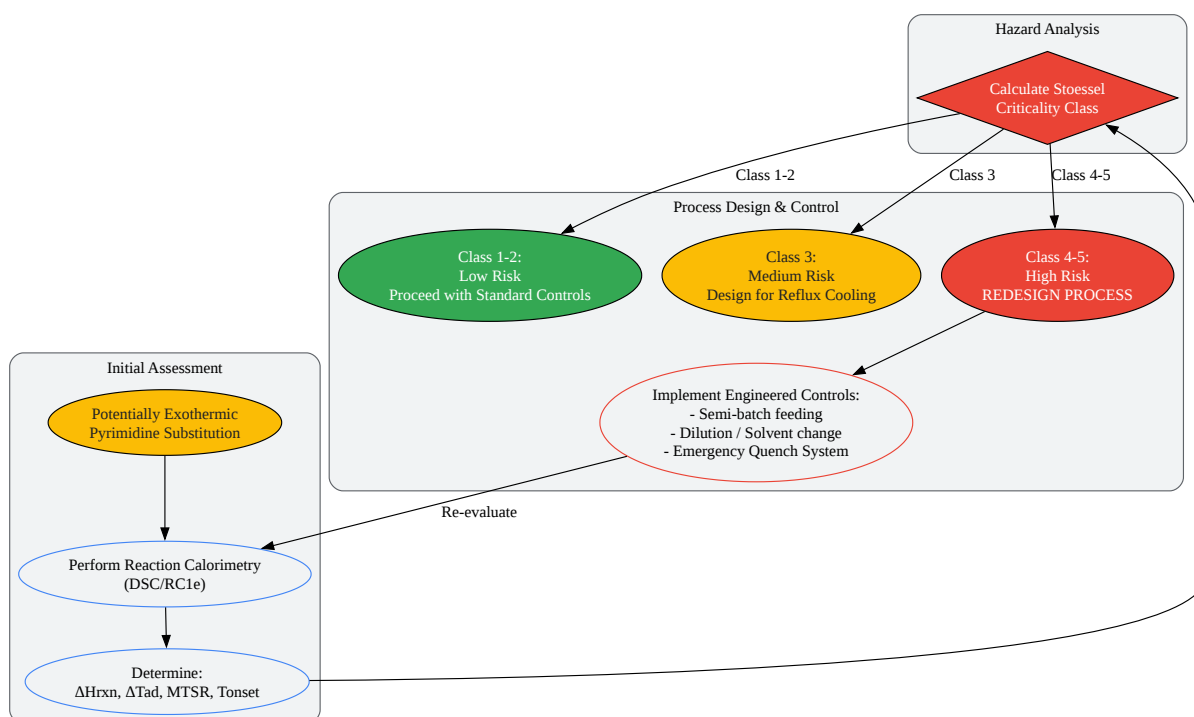 Hazard Analysis
Calculate Stoessel
Criticality Class
Class 1-2
Class 3
Class 4-5
Process Design & Control
Class 1-2:
Low Risk
Proceed with Standard Controls
Class 3:
Medium Risk
Design for Reflux Cooling
Class 4-5:
High Risk
REDESIGN PROCESS
Implement Engineered Controls:
- Semi-batch feeding
- Dilution / Solvent change
- Emergency Quench System
Re-evaluate
Initial Assessment
Potentially Exothermic
Pyrimidine Substitution
Perform Reaction Calorimetry
(DSC/RC1e)
Determine:
ΔHrxn, ΔTad, MTSR, Tonset